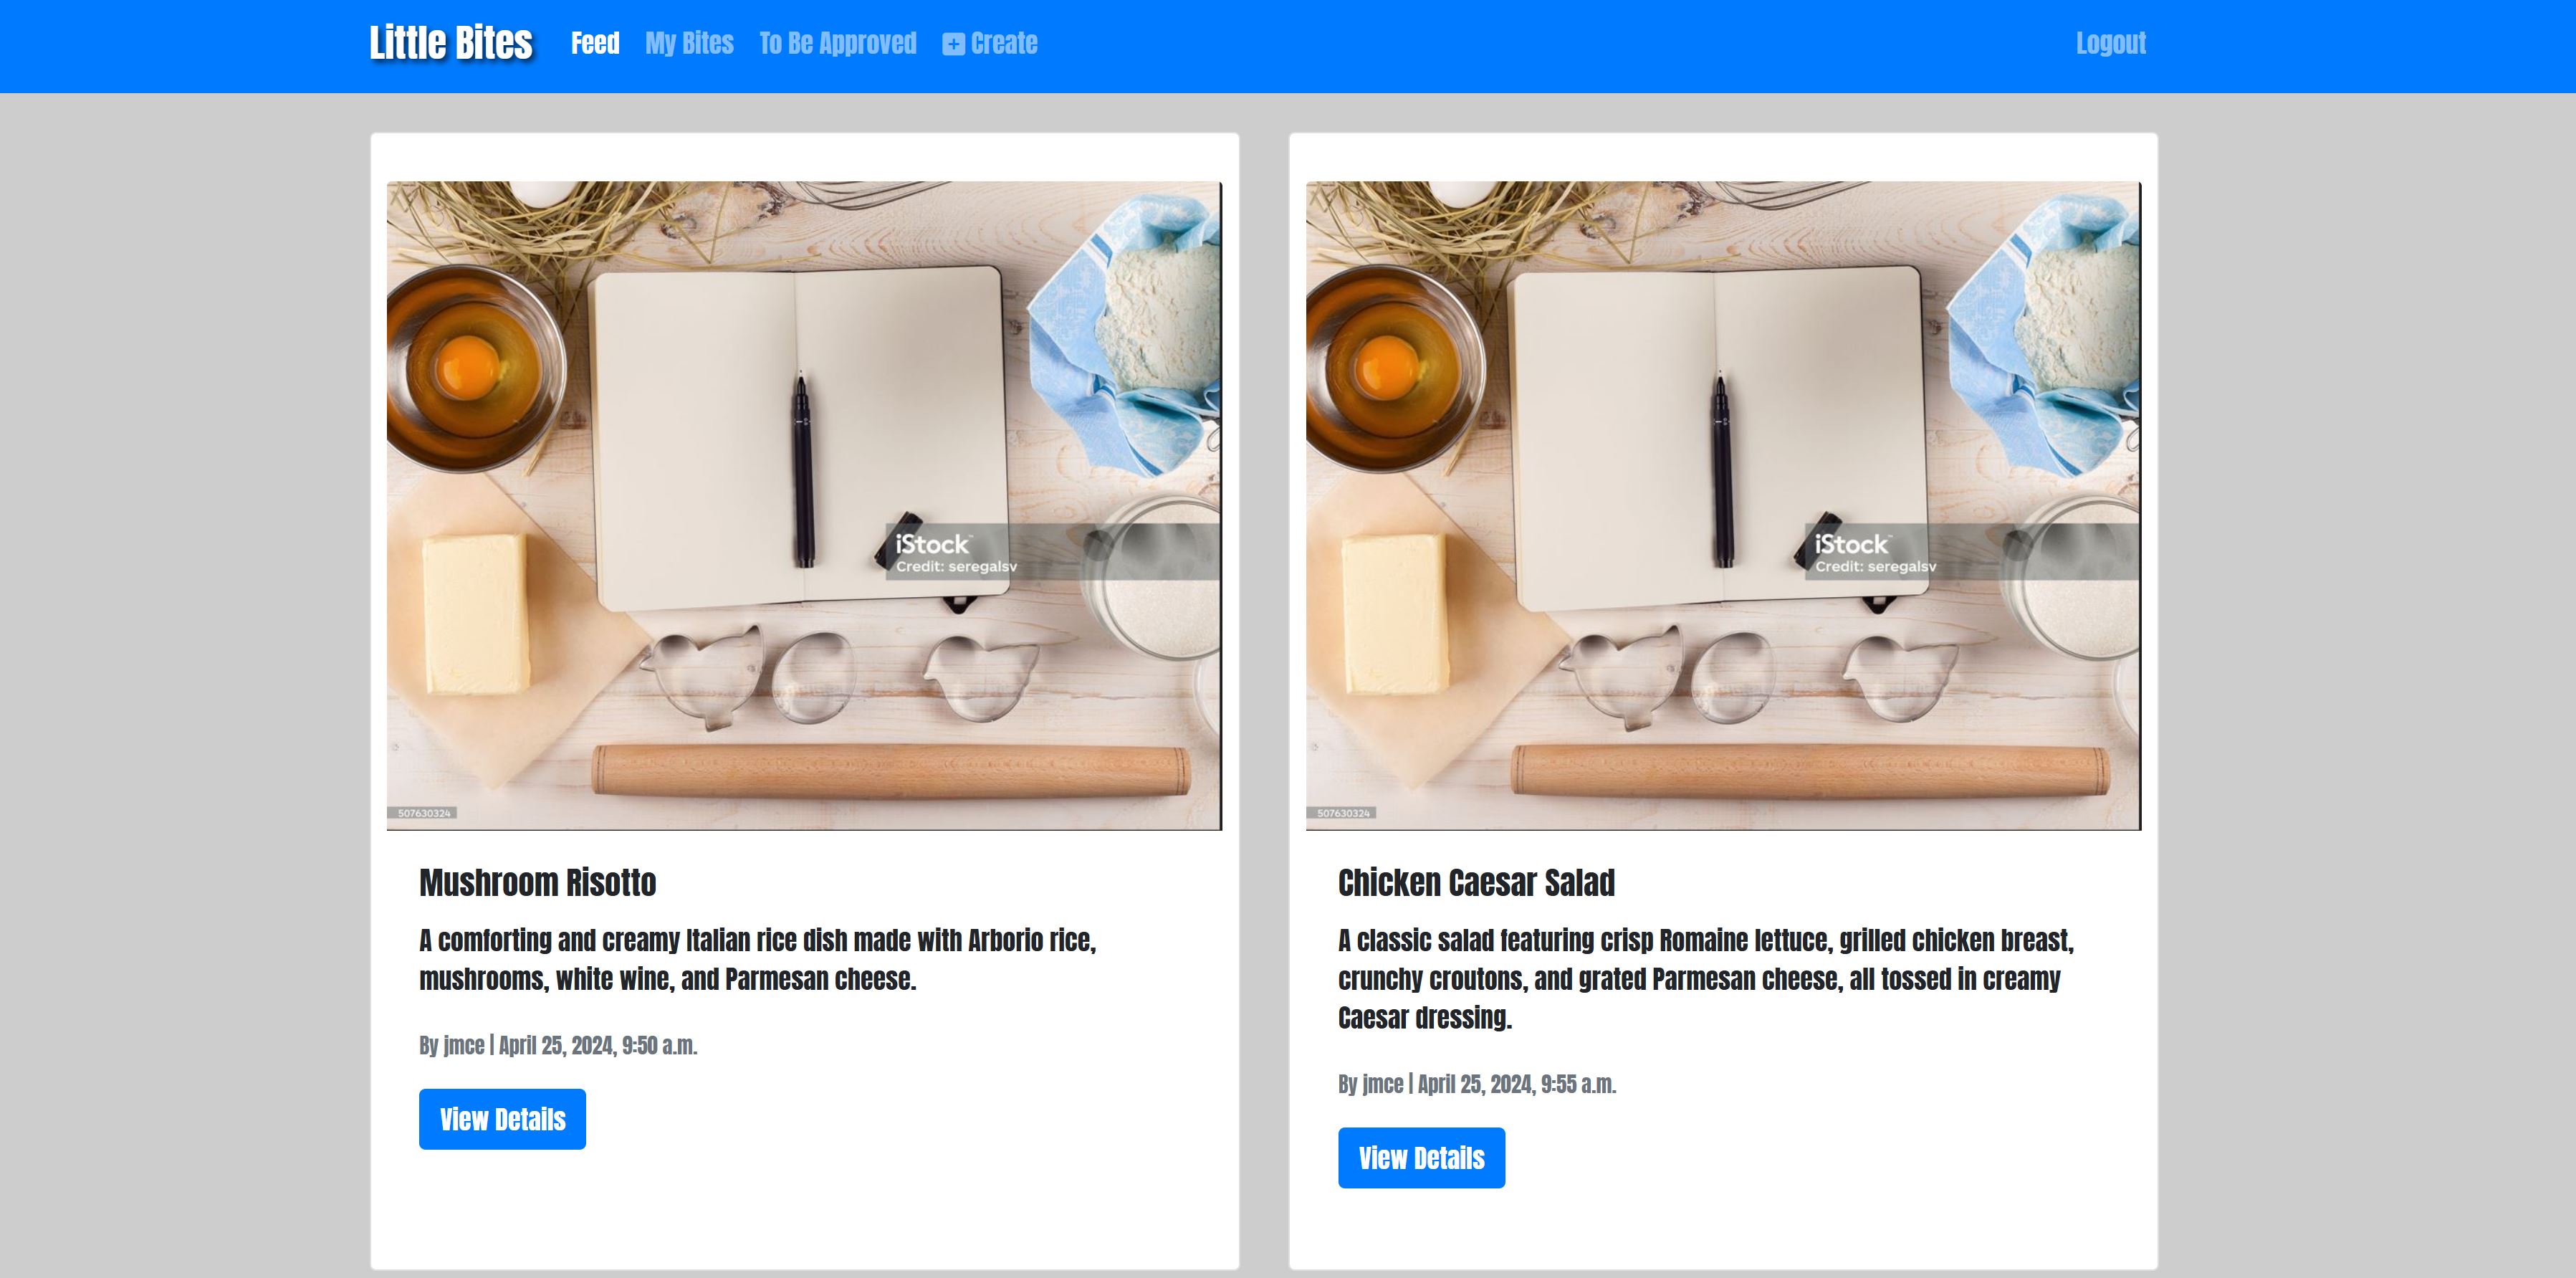 Little Bites
Feed
My Bites
To Be Approved
Create
Logout
iStock™
Credit: seregalsv
507630324
Mushroom Risotto
A comforting and creamy Italian rice dish made with Arborio rice,
mushrooms, white wine, and Parmesan cheese.
By jmce | April 25, 2024, 9:50 a.m.
View Details
iStock™
Credit: seregalsv
507630324
Chicken Caesar Salad
A classic salad featuring crisp Romaine lettuce, grilled chicken breast,
crunchy croutons, and grated Parmesan cheese, all tossed in creamy
Caesar dressing.
By jmce | April 25, 2024, 9:55 a.m.
View Details